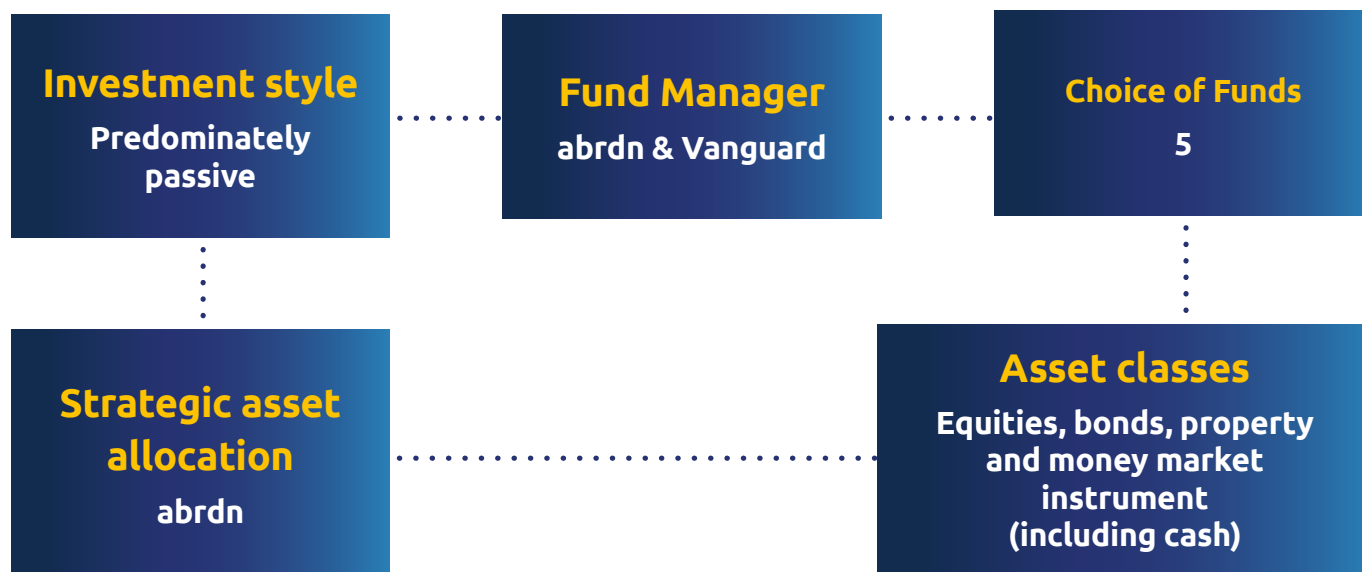 Investment style
Predominately
passive
Fund Manager
abrdn & Vanguard
Choice of Funds
5
Strategic asset
allocation
abrdn
Asset classes
Equities, bonds, property
and money market
instrument
(including cash)